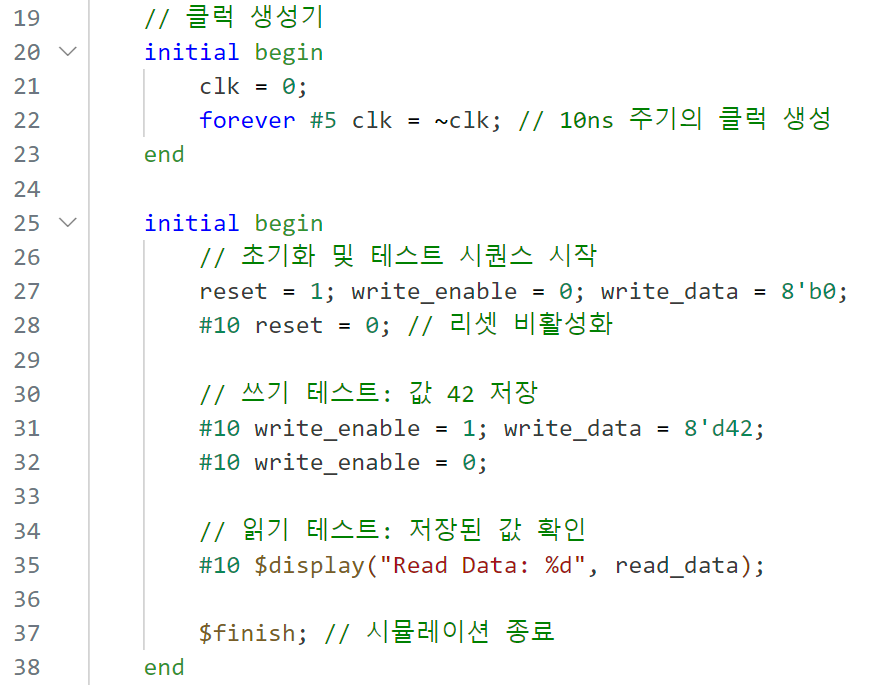 19 // 클럭 생성기
20 initial begin
21 clk = 0;
22 forever #5 clk = ~clk; // 10ns 주기의 클럭 생성
23 end
24
25 initial begin
26 // 초기화 및 테스트 시퀀스 시작
27 reset = 1; write_enable = 0; write_data = 8'b0;
28 #10 reset = 0; // 리셋 비활성화
29
30 // 쓰기 테스트: 값 42 저장
31 #10 write_enable = 1; write_data = 8'd42;
32 #10 write_enable = 0;
33
34 // 읽기 테스트: 저장된 값 확인
35 #10 $display("Read Data: %d", read_data);
36
37 $finish; // 시뮬레이션 종료
38 end